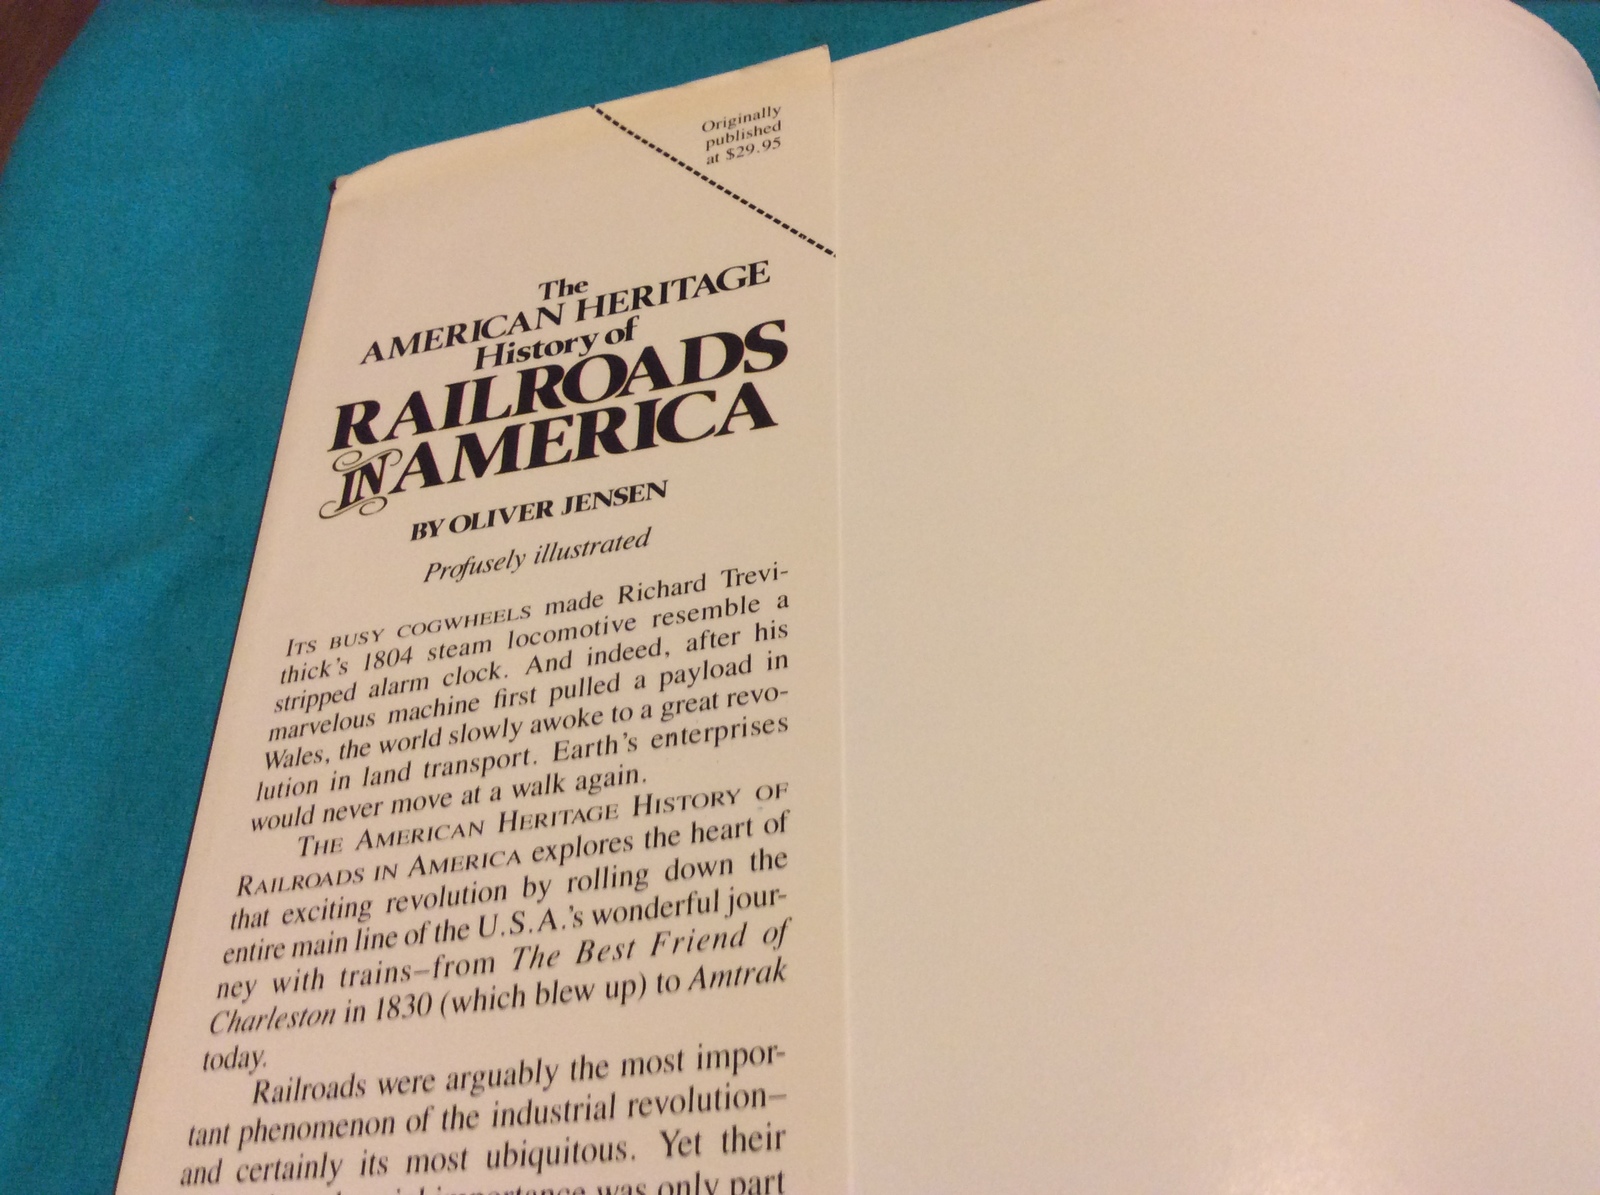 Originally
published
at $29.95
The
AMERICAN HERITAGE
History of
RAILROADS
IN AMERICA
BY OLIVER JENSEN
Profusely illustrated
ITS BUSY COGWHEELS made Richard Trevi-
thick's 1804 steam locomotive resemble a
stripped alarm clock. And indeed, after his
marvelous machine first pulled a payload in
Wales, the world slowly awoke to a great revo-
lution in land transport. Earth's enterprises
would never move at a walk again.
THE AMERICAN HERITAGE HISTORY OF
RAILROADS IN AMERICA explores the heart of
that exciting revolution by rolling down the
entire main line of the U.S.A.'s wonderful jour-
ney with trains–from The Best Friend of
Charleston in 1830 (which blew up) to Amtrak
today.
Railroads were arguably the most impor-
tant phenomenon of the industrial revolution–
and certainly its most ubiquitous. Yet their
importance was only part